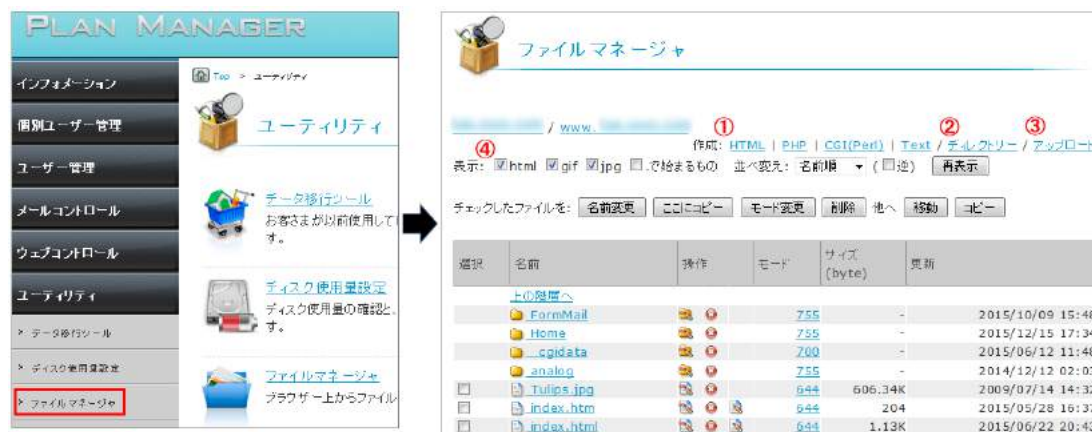 PLAN MANAGER
インフォメーション
個別ユーザー管理
ユーザー管理
メールコントロール
ウェブコントロール
ユーティリティ
> データ移行ツール
> ディスク使用量設定
> ファイルマネージャ
Top > ユーティリティ
ユーティリティ
データ移行ツール
お客さまが以前使用して
す。
ディスク使用量設定
ディスク使用量の確認と、
す。
ファイルマネージャ
ブラウザー上からファイル
ファイルマネージャ
/ www.
① ② ③
作成: HTML | PHP | CGI(Perl) | Text / ディレクトリー / アップロード
④
表示: html gif jpg .で始まるもの 並べ変え: 名前順 (逆) 再表示
チェックしたファイルを: 名前変更 ここにコピー モード変更 削除 他へ 移動 コピー
選択 名前 操作 モード サイズ (byte) 更新
上の階層へ
FormMail 755 - 2015/10/09 15:48
Home 755 - 2015/12/15 17:34
_cgidata 700 - 2015/06/12 11:48
analog 755 - 2014/12/12 02:03
Tulips.jpg 644 606.34K 2009/07/14 14:32
index.htm 644 204 2015/05/28 16:37
index.html 644 1.13K 2015/06/22 20:48